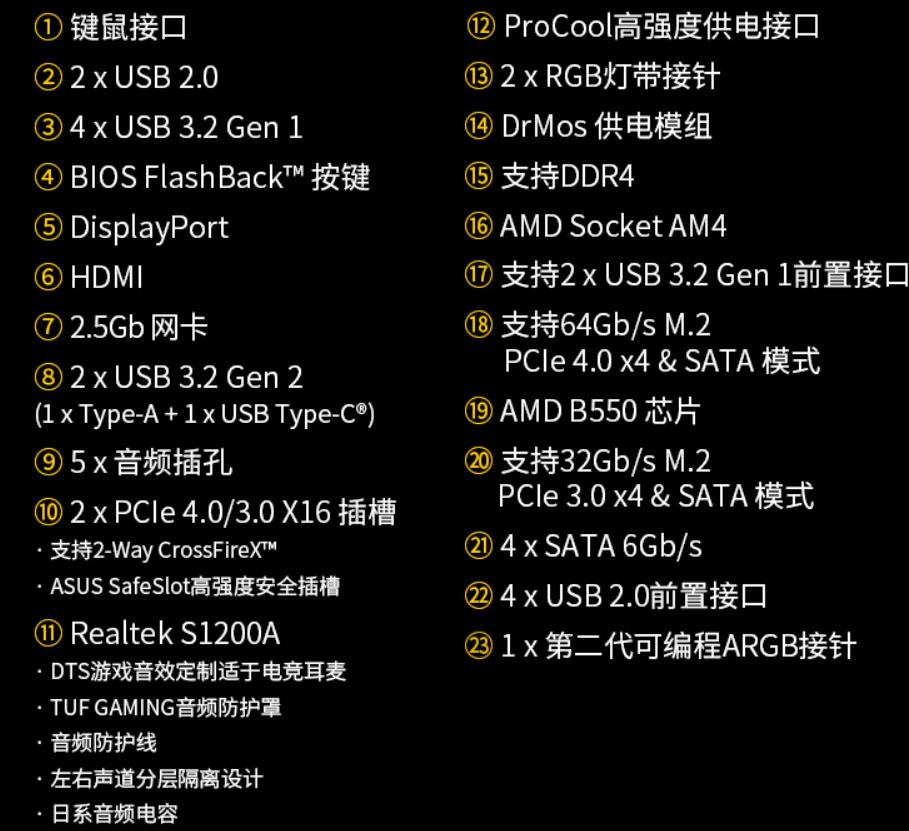 ① 键鼠接口
② 2 x USB 2.0
③ 4 x USB 3.2 Gen 1
④ BIOS FlashBack™ 按键
⑤ DisplayPort
⑥ HDMI
⑦ 2.5Gb 网卡
⑧ 2 x USB 3.2 Gen 2
(1 x Type-A + 1 x USB Type-C®)
⑨ 5 x 音频插孔
⑩ 2 x PCIe 4.0/3.0 X16 插槽
· 支持2-Way CrossFireX™
· ASUS SafeSlot高强度安全插槽
⑪ Realtek S1200A
· DTS游戏音效定制适于电竞耳麦
· TUF GAMING音频防护罩
· 音频防护线
· 左右声道分层隔离设计
· 日系音频电容
⑫ ProCool高强度供电接口
⑬ 2 x RGB灯带接针
⑭ DrMos 供电模组
⑮ 支持DDR4
⑯ AMD Socket AM4
⑰ 支持2 x USB 3.2 Gen 1前置接口
⑱ 支持64Gb/s M.2
PCIe 4.0 x4 & SATA 模式
⑲ AMD B550 芯片
⑳ 支持32Gb/s M.2
PCIe 3.0 x4 & SATA 模式
㉑ 4 x SATA 6Gb/s
㉒ 4 x USB 2.0前置接口
㉓ 1 x 第二代可编程ARGB接针